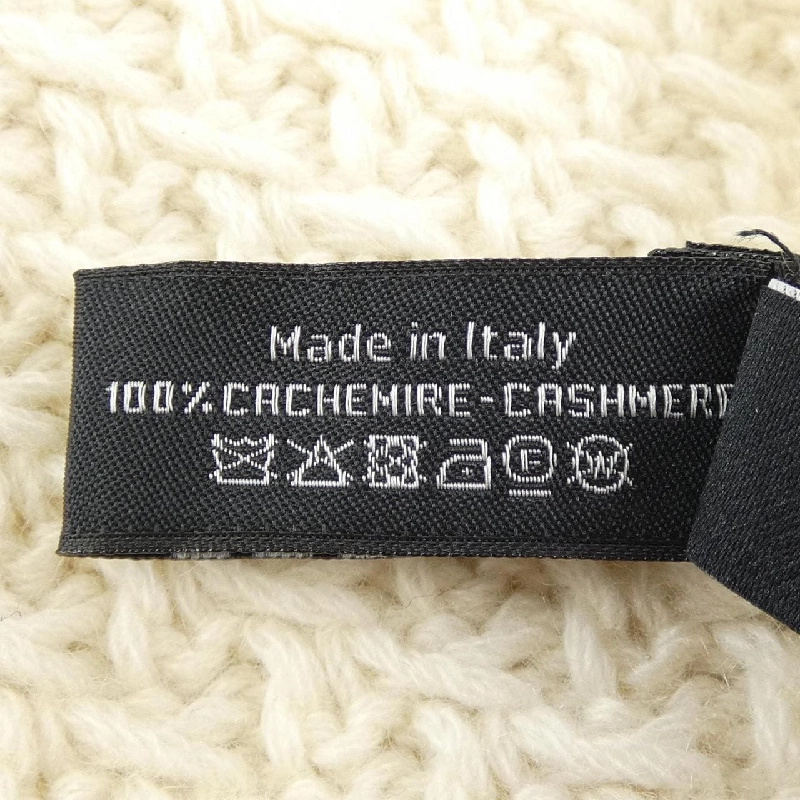 Made in Italy
100% CACHEMIRE-CASHMERE
F W